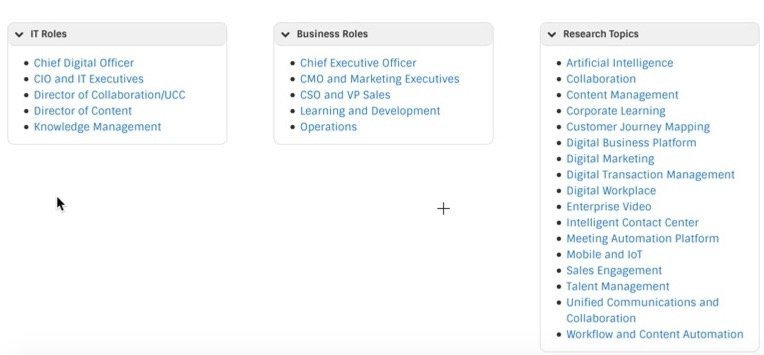 IT Roles
Chief Digital Officer
CIO and IT Executives
Director of Collaboration/UCC
Director of Content
Knowledge Management
Business Roles
Chief Executive Officer
CMO and Marketing Executives
CSO and VP Sales
Learning and Development
Operations
Research Topics
Artificial Intelligence
Collaboration
Content Management
Corporate Learning
Customer Journey Mapping
Digital Business Platform
Digital Marketing
Digital Transaction Management
Digital Workplace
Enterprise Video
Intelligent Contact Center
Meeting Automation Platform
Mobile and IoT
Sales Engagement
Talent Management
Unified Communications and
Collaboration
Workflow and Content Automation